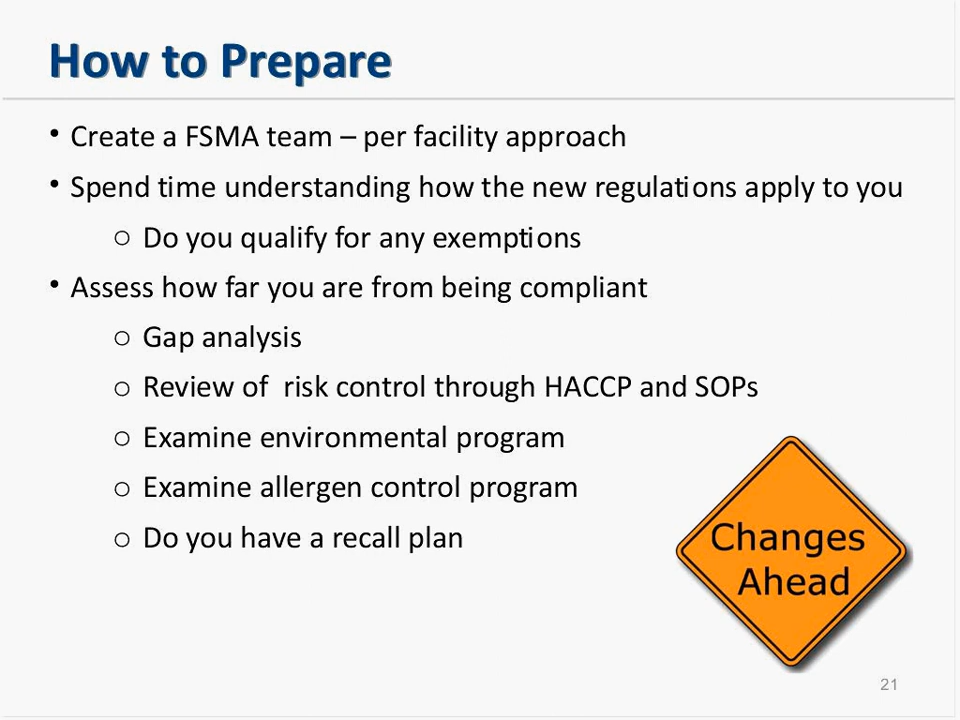 How to Prepare
• Create a FSMA team – per facility approach
• Spend time understanding how the new regulations apply to you
○ Do you qualify for any exemptions
• Assess how far you are from being compliant
○ Gap analysis
○ Review of  risk control through HACCP and SOPs
○ Examine environmental program
○ Examine allergen control program
○ Do you have a recall plan
Changes
Ahead
21